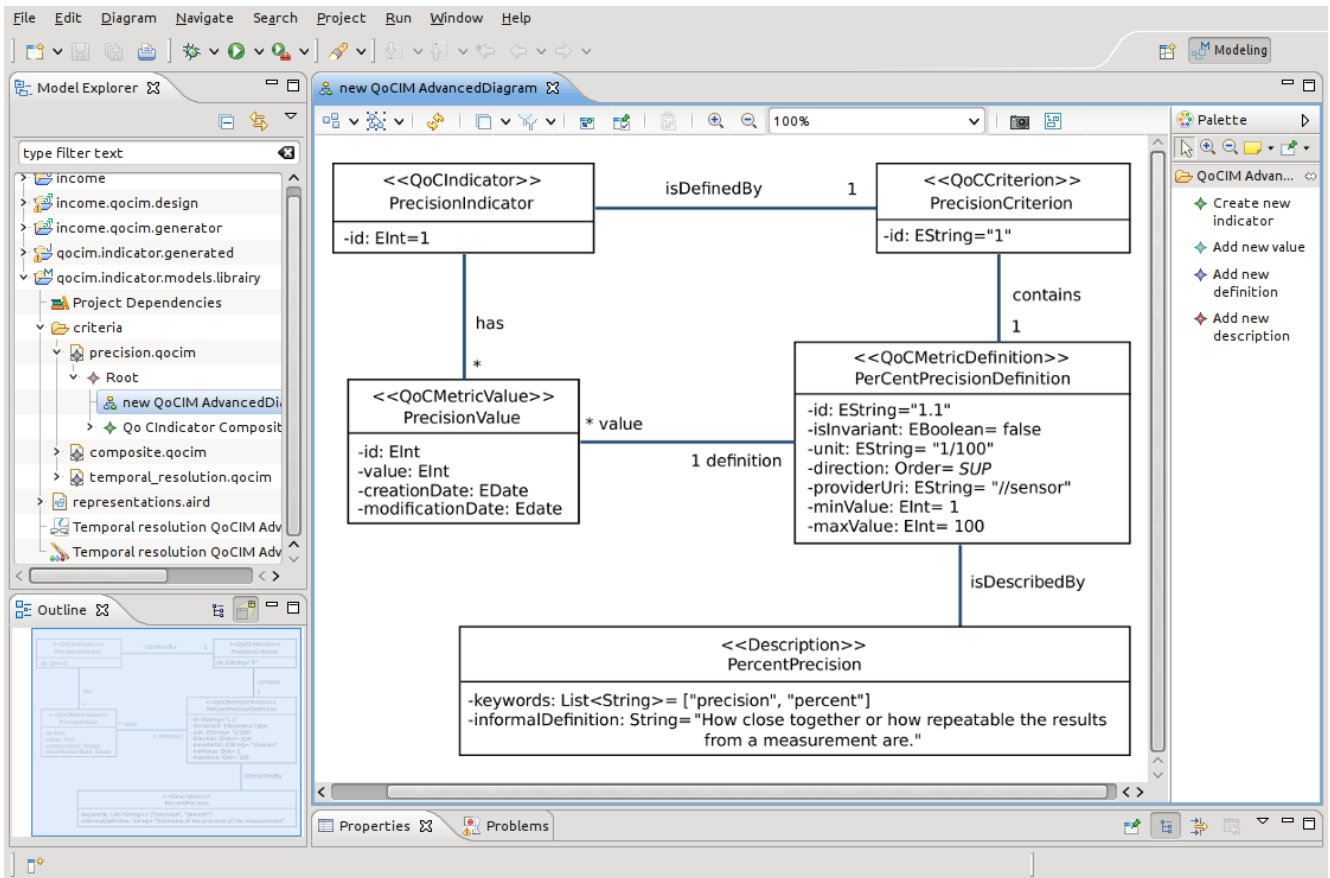 File Edit Diagram Navigate Search Project Run Window Help
Modeling
Model Explorer
type filter text
income
income.qocim.design
income.qocim.generator
qocim.indicator.generated
qocim.indicator.models.librairy
Project Dependencies
criteria
precision.qocim
Root
new QoCIM AdvancedDi
Qo CIndicator Composit
composite.qocim
temporal_resolution.qocim
representations.aird
Temporal resolution QoCIM Adv
Temporal resolution QoCIM Adv
Outline
new QoCIM AdvancedDiagram
100%
<<QoCIndicator>>
PrecisionIndicator
-id: EInt=1
isDefinedBy 1
<<QoCCriterion>>
PrecisionCriterion
-id: EString="1"
has
*
contains
1
<<QoCMetricValue>>
PrecisionValue
-id: EInt
-value: EInt
-creationDate: EDate
-modificationDate: Edate
* value
1 definition
<<QoCMetricDefinition>>
PerCentPrecisionDefinition
-id: EString="1.1"
-isInvariant: EBoolean= false
-unit: EString= "1/100"
-direction: Order= SUP
-providerUri: EString= "//sensor"
-minValue: EInt= 1
-maxValue: EInt= 100
isDescribedBy
<<Description>>
PercentPrecision
-keywords: List<String>= ["precision", "percent"]
-informalDefinition: String="How close together or how repeatable the results
from a measurement are."
Palette
QoCIM Advan...
Create new
indicator
Add new value
Add new
definition
Add new
description
Properties
Problems